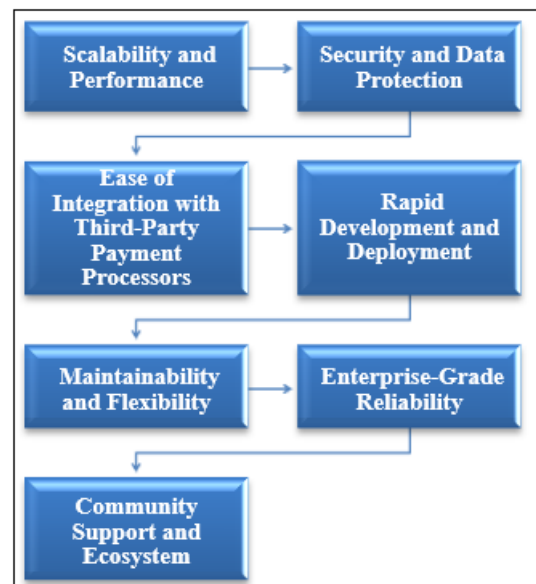 Scalability and
Performance
Security and Data
Protection
Ease of
Integration with
Third-Party
Payment
Processors
Rapid
Development and
Deployment
Maintainability
and Flexibility
Enterprise-Grade
Reliability
Community
Support and
Ecosystem